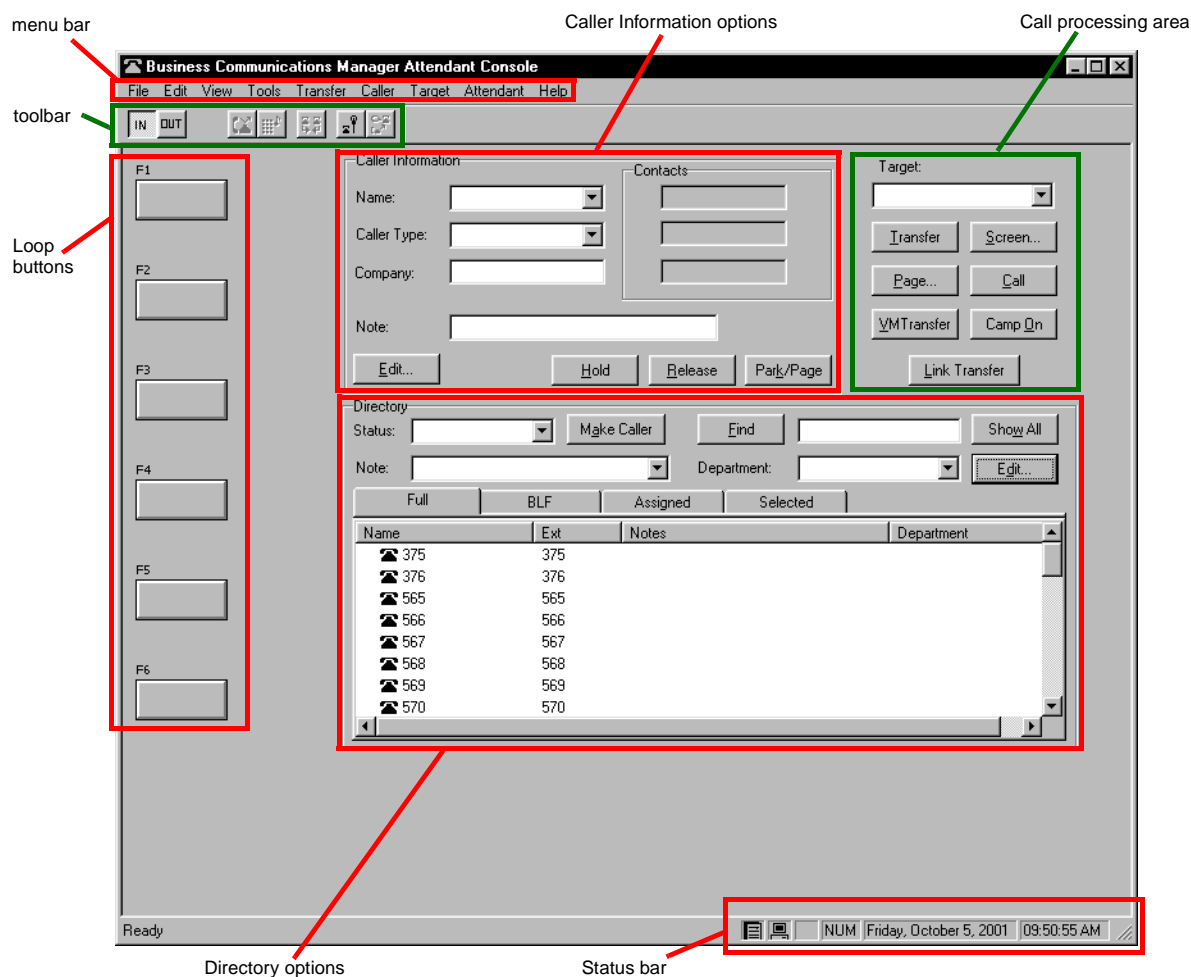 menu bar
Caller Information options
Call processing area
Business Communications Manager Attendant Console
File Edit View Tools Transfer Caller Target Attendant Help
toolbar
IN OUT
Loop
buttons
F1
F2
F3
F4
F5
F6
Caller Information
Name:
Caller Type:
Company:
Note:
Contacts
Edit... Hold Release Park/Page
Target:
Transfer Screen...
Page... Call
VMTransfer Camp On
Link Transfer
Directory
Status: Make Caller Find Show All
Note: Department: Edit...
Full BLF Assigned Selected
Name Ext Notes Department
375 375
376 376
565 565
566 566
567 567
568 568
569 569
570 570
Ready NUM Friday, October 5, 2001 09:50:55 AM
Directory options
Status bar